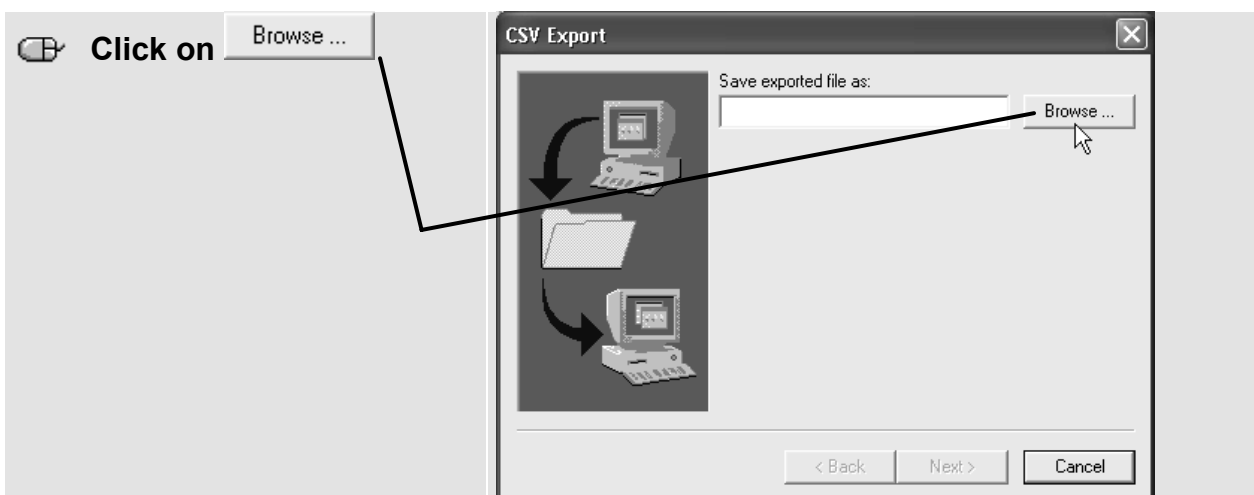 Click on Browse ...
CSV Export
Save exported file as:
Browse ...
< Back Next > Cancel